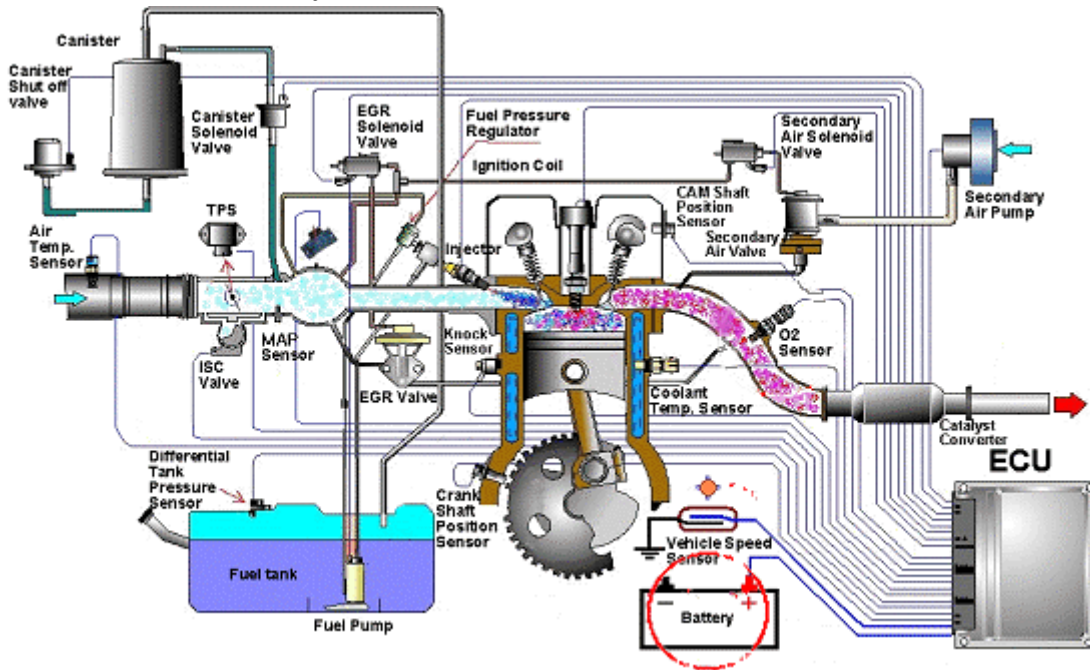 Canister
Canister
Shut off
valve
Canister
Solenoid
Valve
EGR
Solenoid
Valve
Fuel Pressure
Regulator
Ignition Coil
Secondary
Air Solenoid
Valve
CAM Shaft
Position
Sensor
Secondary
Air Pump
Secondary
Air Valve
TPS
Air
Temp.
Sensor
Injector
MAP
Sensor
ISC
Valve
Knock
Sensor
EGR Valve
O2
Sensor
Coolant
Temp. Sensor
Catalyst
Converter
ECU
Differential
Tank
Pressure
Sensor
Crank
Shaft
Position
Sensor
Vehicle Speed
Sensor
Fuel tank
Fuel Pump
− +
Battery